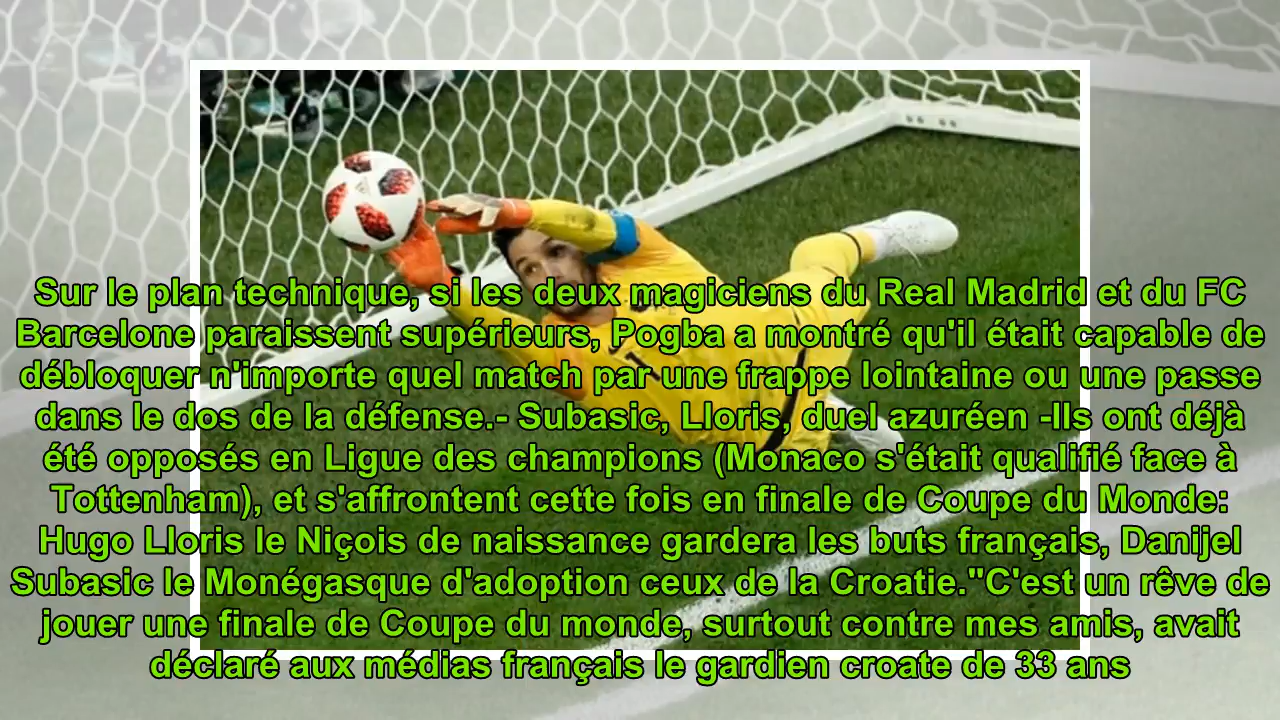 Sur le plan technique, si les deux magiciens du Real Madrid et du FC
Barcelone paraissent supérieurs, Pogba a montré qu'il était capable de
débloquer n'importe quel match par une frappe lointaine ou une passe
dans le dos de la défense.- Subasic, Lloris, duel azuréen -Ils ont déjà
été opposés en Ligue des champions (Monaco s'était qualifié face à
Tottenham), et s'affrontent cette fois en finale de Coupe du Monde:
Hugo Lloris le Niçois de naissance gardera les buts français, Danijel
Subasic le Monégasque d'adoption ceux de la Croatie."C'est un rêve de
jouer une finale de Coupe du monde, surtout contre mes amis, avait
déclaré aux médias français le gardien croate de 33 ans